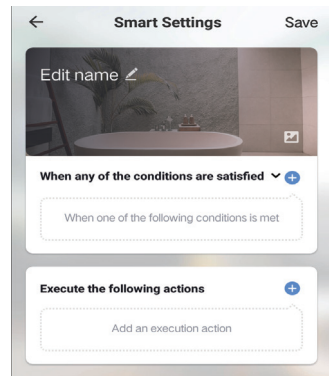 Smart Settings Save
Edit name
When any of the conditions are satisfied
When one of the following conditions is met
Execute the following actions
Add an execution action